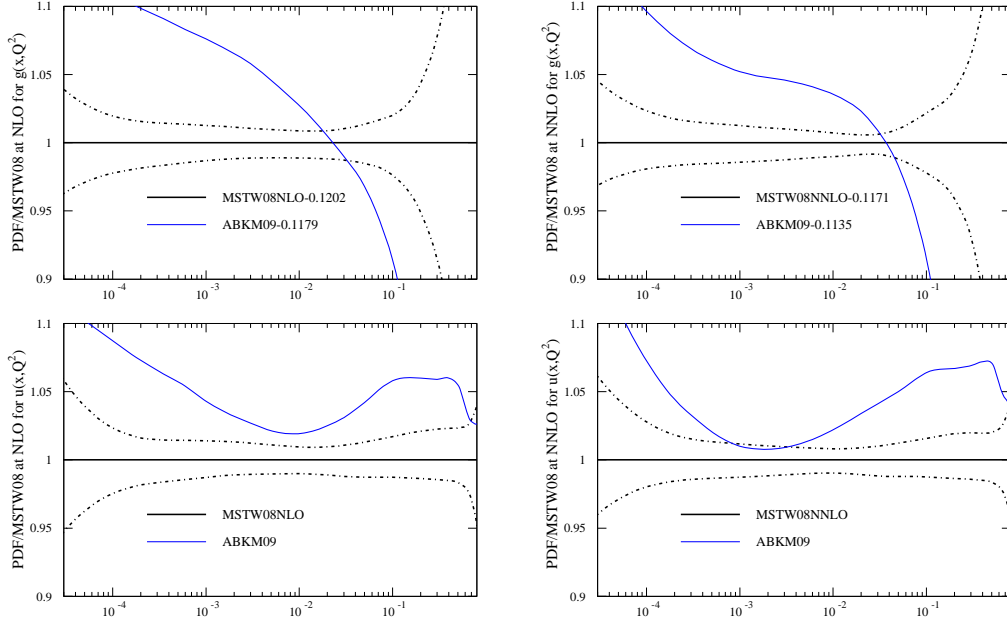 PDF/MSTW08 at NLO for g(x,Q²)
1.1
1.05
1
0.95
0.9
MSTW08NLO-0.1202
ABKM09-0.1179
10⁻⁴ 10⁻³ 10⁻² 10⁻¹
PDF/MSTW08 at NNLO for g(x,Q²)
1.1
1.05
1
0.95
0.9
MSTW08NNLO-0.1171
ABKM09-0.1135
10⁻⁴ 10⁻³ 10⁻² 10⁻¹
PDF/MSTW08 at NLO for u(x,Q²)
1.1
1.05
1
0.95
0.9
MSTW08NLO
ABKM09
10⁻⁴ 10⁻³ 10⁻² 10⁻¹
PDF/MSTW08 at NNLO for u(x,Q²)
1.1
1.05
1
0.95
0.9
MSTW08NNLO
ABKM09
10⁻⁴ 10⁻³ 10⁻² 10⁻¹